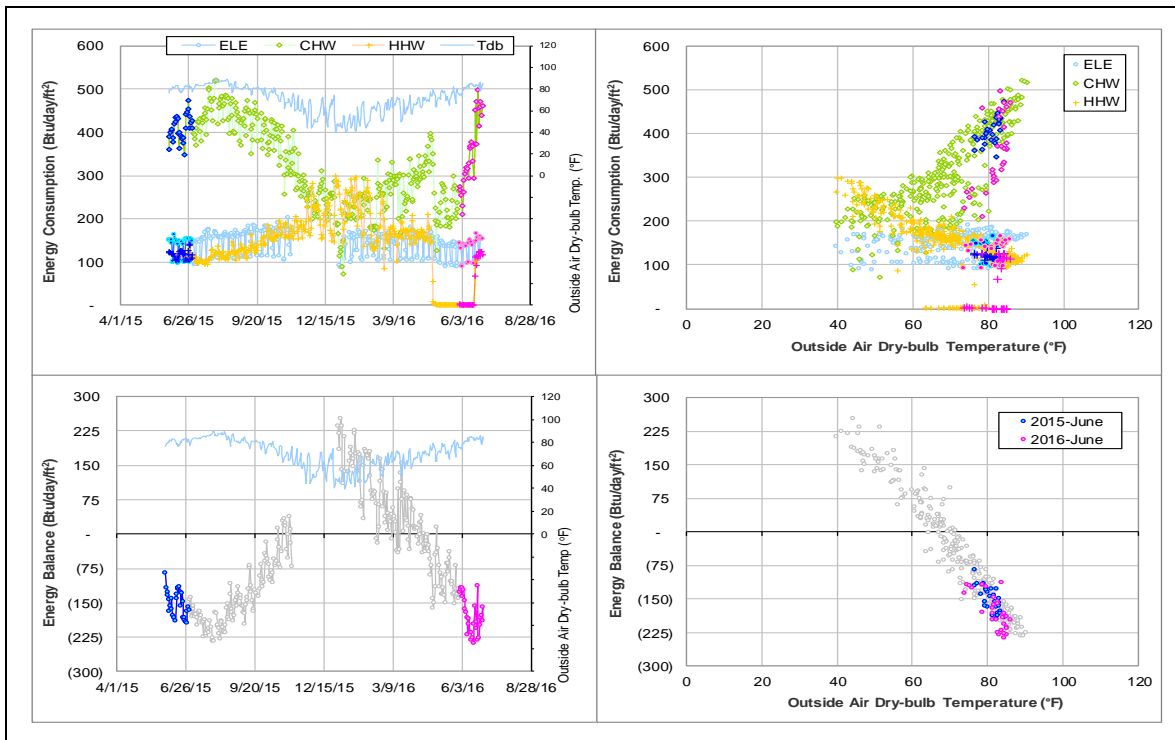 ELE CHW HHW Tdb
600
500
400
300
200
100
-
120
100
80
60
40
20
0
Energy Consumption (Btu/day/ft²)
Outside Air Dry-bulb Temp. (°F)
4/1/15 6/26/15 9/20/15 12/15/15 3/9/16 6/3/16 8/28/16
600
500
400
300
200
100
-
Energy Consumption (Btu/day/ft²)
ELE
CHW
HHW
0 20 40 60 80 100 120
Outside Air Dry-bulb Temperature (°F)
300
225
150
75
-
(75)
(150)
(225)
(300)
Energy Balance (Btu/day/ft²)
120
100
80
60
40
20
0
Outside Air Dry-bulb Temp (°F)
4/1/15 6/26/15 9/20/15 12/15/15 3/9/16 6/3/16 8/28/16
300
225
150
75
-
(75)
(150)
(225)
(300)
Energy Balance (Btu/day/ft²)
2015-June
2016-June
0 20 40 60 80 100 120
Outside Air Dry-bulb Temperature (°F)